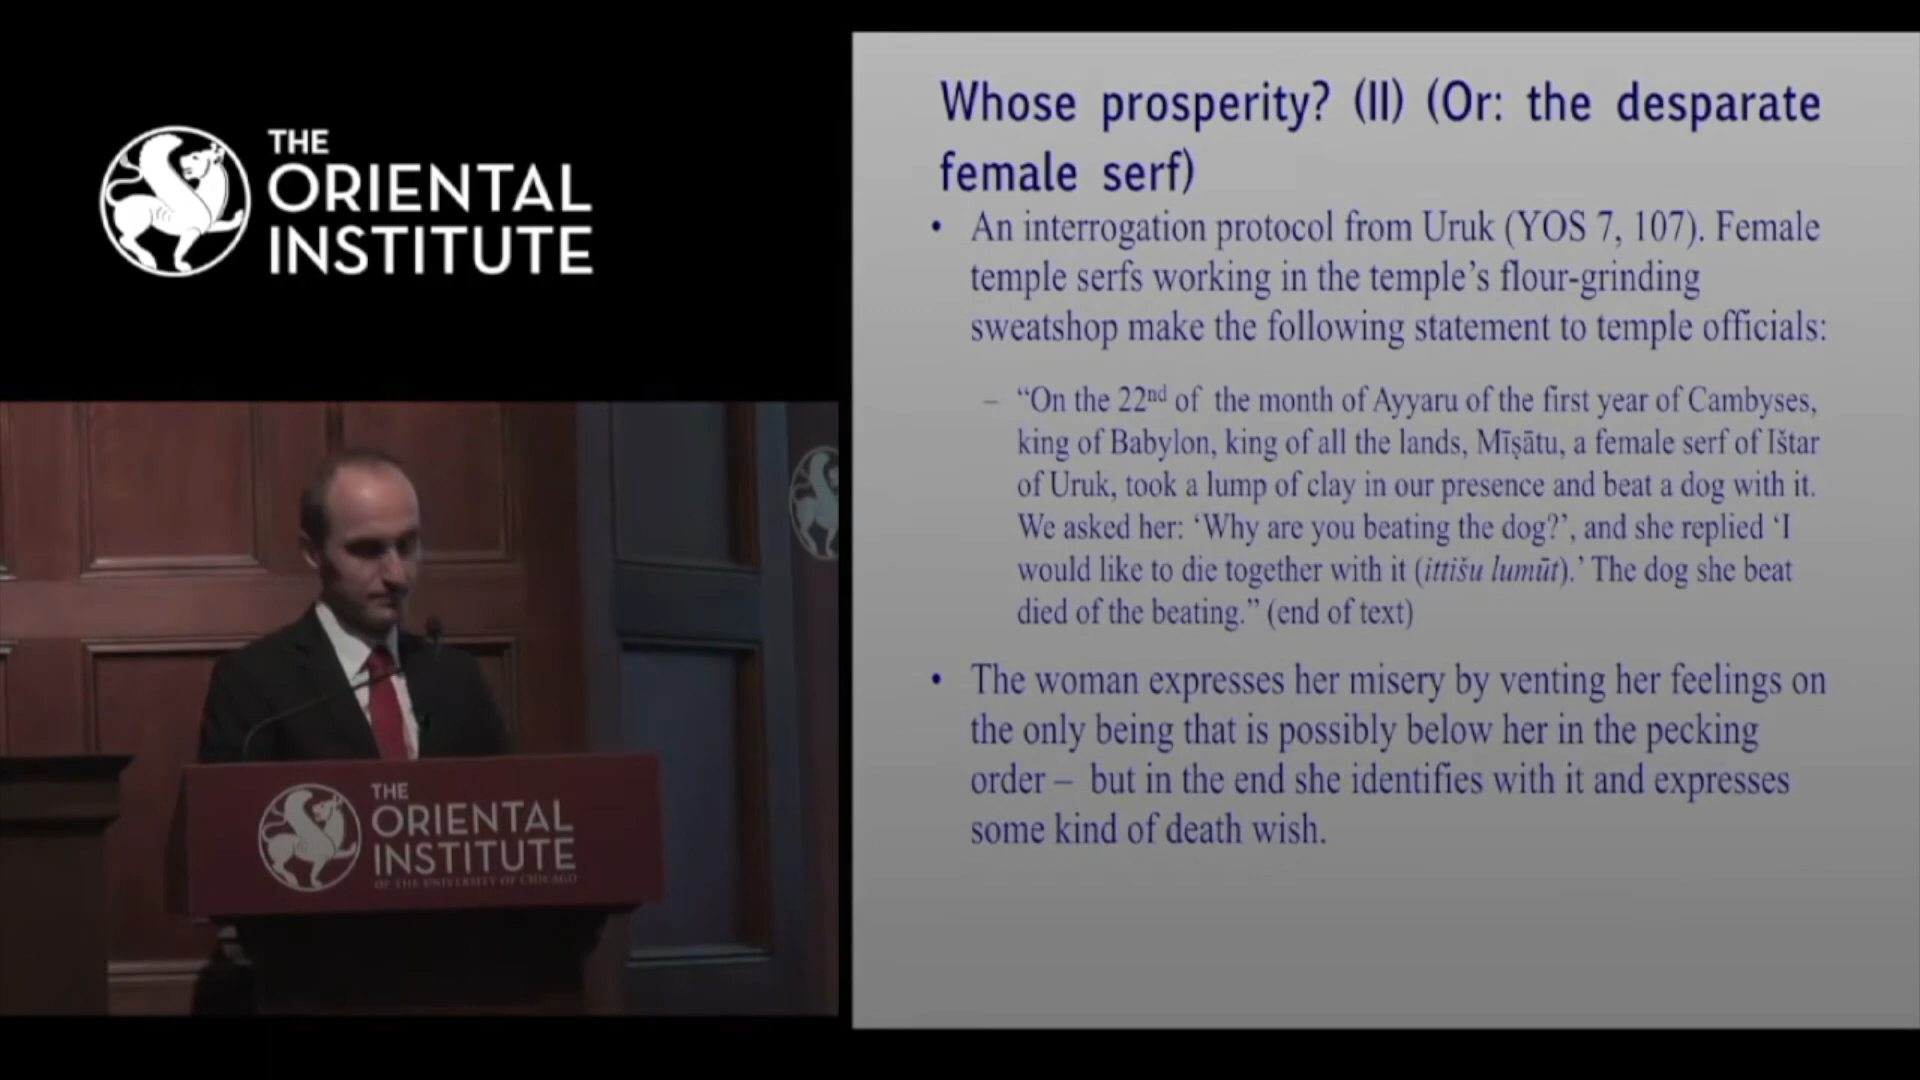 THE
ORIENTAL
INSTITUTE
THE
ORIENTAL
INSTITUTE
OF THE UNIVERSITY OF CHICAGO
Whose prosperity? (II) (Or: the desparate
female serf)
• An interrogation protocol from Uruk (YOS 7, 107). Female
temple serfs working in the temple’s flour-grinding
sweatshop make the following statement to temple officials:
– “On the 22nd of the month of Ayyaru of the first year of Cambyses,
king of Babylon, king of all the lands, Mīṣātu, a female serf of Ištar
of Uruk, took a lump of clay in our presence and beat a dog with it.
We asked her: ‘Why are you beating the dog?’, and she replied ‘I
would like to die together with it (ittišu lumūt).’ The dog she beat
died of the beating.” (end of text)
• The woman expresses her misery by venting her feelings on
the only being that is possibly below her in the pecking
order – but in the end she identifies with it and expresses
some kind of death wish.